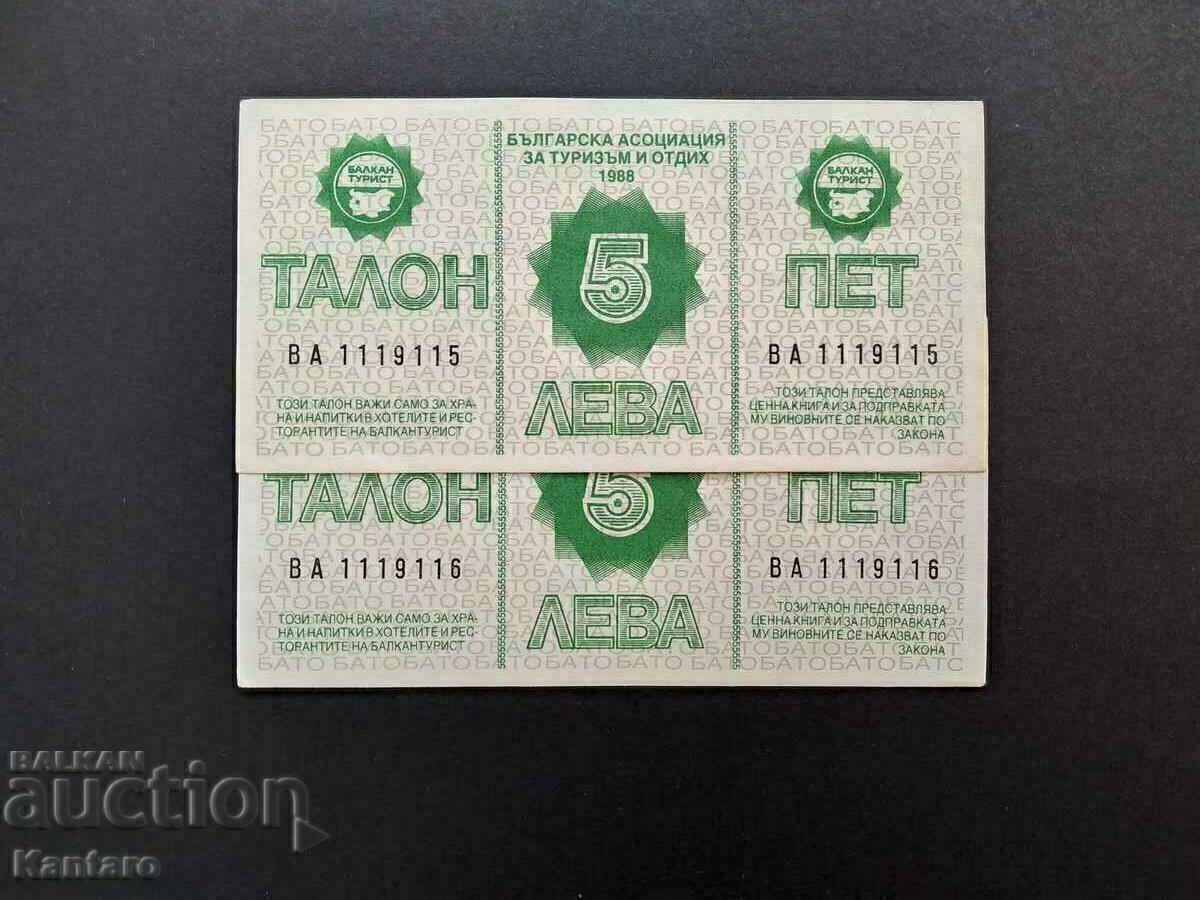 БЪЛГАРСКА АСОЦИАЦИЯ
ЗА ТУРИЗЪМ И ОТДИХ
1988
БАЛКАН
ТУРИСТ
БАЛКАН
ТУРИСТ
ТАЛОН 5 ПЕТ
ВА 1119115 ВА 1119115
ЛЕВА
ТОЗИ ТАЛОН ВАЖИ САМО ЗА ХРА-
НА И НАПИТКИ В ХОТЕЛИТЕ И РЕС-
ТОРАНТИТЕ НА БАЛКАНТУРИСТ
ТОЗИ ТАЛОН ПРЕДСТАВЛЯВА
ЦЕННА КНИГА И ЗА ПОДПРАВКАТА
МУ ВИНОВНИТЕ СЕ НАКАЗВАТ ПО
ЗАКОНА
ТАЛОН 5 ПЕТ
ВА 1119116 ВА 1119116
ЛЕВА
ТОЗИ ТАЛОН ВАЖИ САМО ЗА ХРА-
НА И НАПИТКИ В ХОТЕЛИТЕ И РЕС-
ТОРАНТИТЕ НА БАЛКАНТУРИСТ
ТОЗИ ТАЛОН ПРЕДСТАВЛЯВА
ЦЕННА КНИГА И ЗА ПОДПРАВКАТА
МУ ВИНОВНИТЕ СЕ НАКАЗВАТ ПО
ЗАКОНА
BALKAN
auction
Kantaro